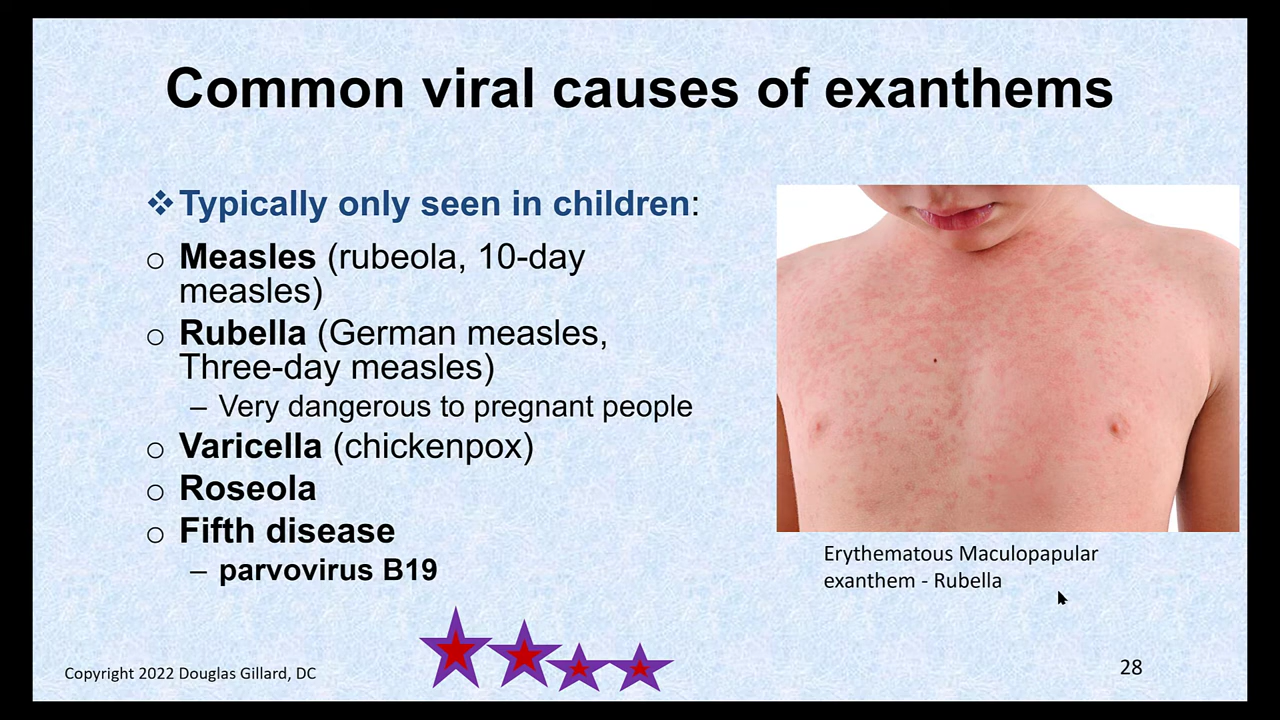 Common viral causes of exanthems
❖Typically only seen in children:
o Measles (rubeola, 10-day
measles)
o Rubella (German measles,
Three-day measles)
– Very dangerous to pregnant people
o Varicella (chickenpox)
o Roseola
o Fifth disease
– parvovirus B19
Erythematous Maculopapular
exanthem - Rubella
Copyright 2022 Douglas Gillard, DC
28